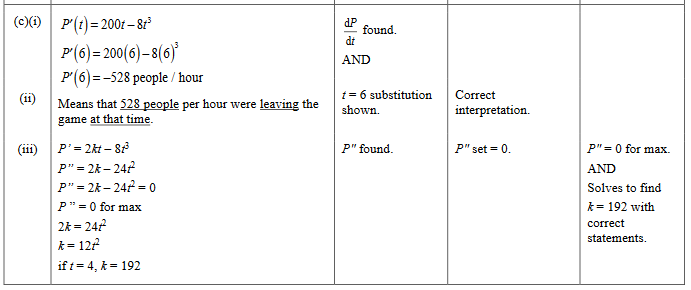 (c)(i)
P'(t) = 200t – 8t³
P'(6) = 200(6) – 8(6)³
P'(6) = –528 people / hour
dP/dt found.
AND
t = 6 substitution
shown.
(ii)
Means that 528 people per hour were leaving the
game at that time.
Correct
interpretation.
(iii)
P' = 2kt – 8t³
P" = 2k – 24t²
P" = 2k – 24t² = 0
P " = 0 for max
2k = 24t²
k = 12t²
if t = 4, k = 192
P" found.
P" set = 0.
P" = 0 for max.
AND
Solves to find
k = 192 with
correct
statements.